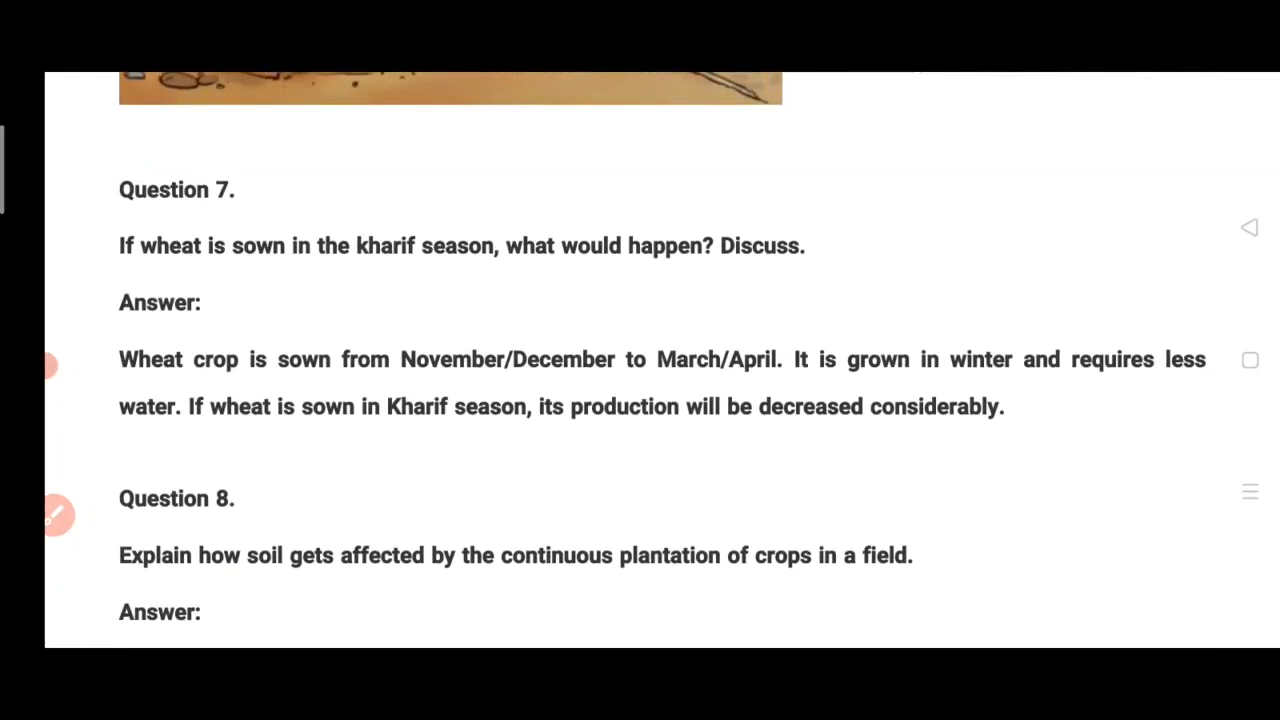 Question 7.
If wheat is sown in the kharif season, what would happen? Discuss.
Answer:
Wheat crop is sown from November/December to March/April. It is grown in winter and requires less
water. If wheat is sown in Kharif season, its production will be decreased considerably.
Question 8.
Explain how soil gets affected by the continuous plantation of crops in a field.
Answer: